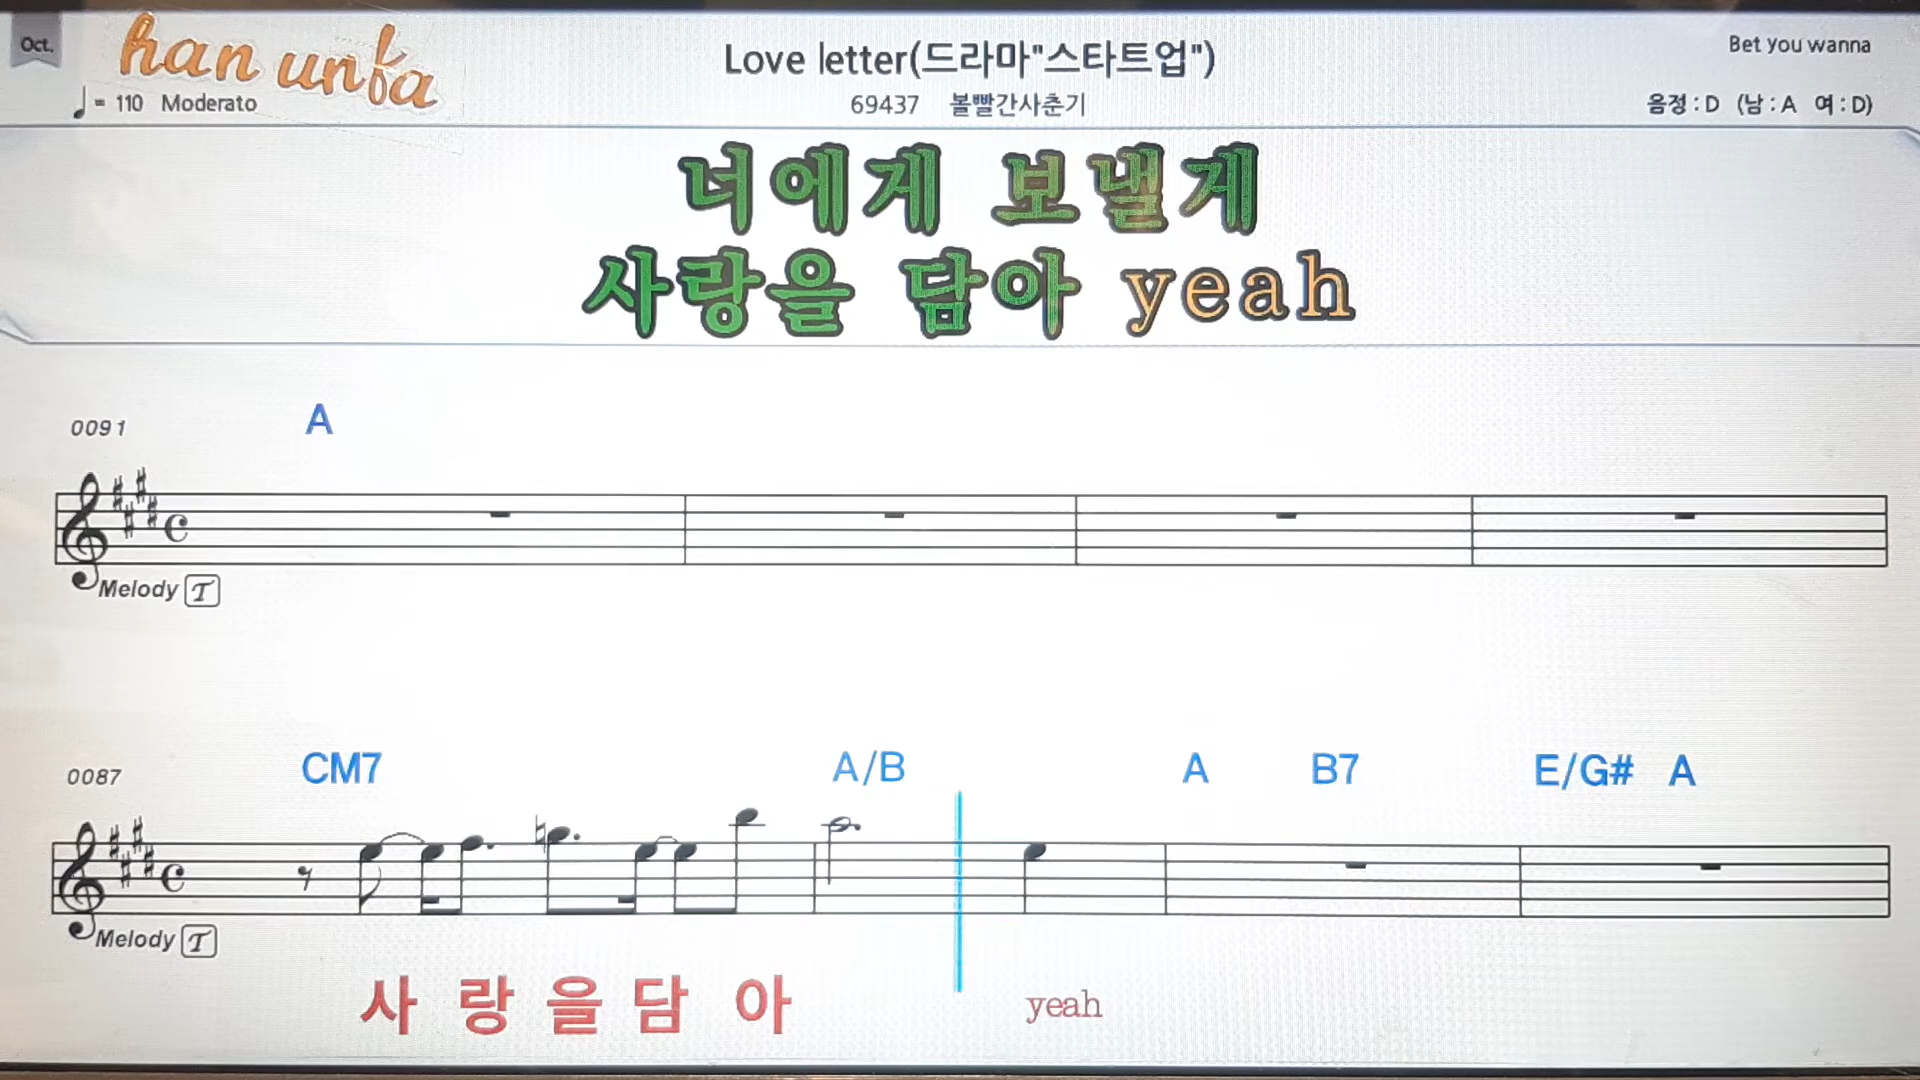 Oct.
han unfa
Love letter(드라마"스타트업")
Bet you wanna
♩= 110 Moderato
69437 볼빨간사춘기
음정 : D (남 : A 여 : D)
너에게 보낼게
사랑을 담아 yeah
0091 A
Melody T
0087 CM7 A/B A B7 E/G# A
Melody T
사 랑 을 담 아 yeah